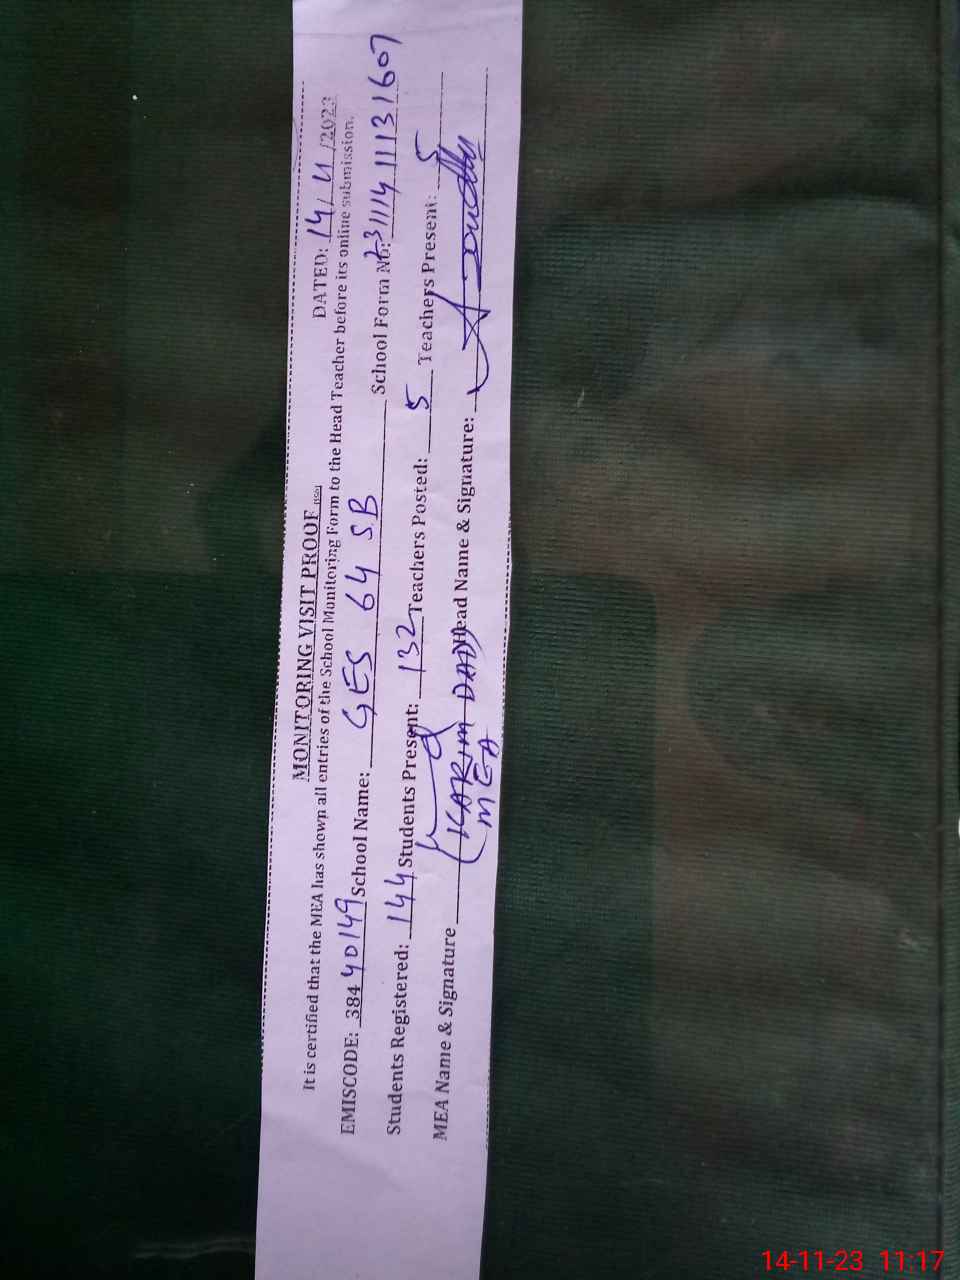 MONITORING VISIT PROOF
DATED: 14/11/2023
It is certified that the MEA has shown all entries of the School Monitoring Form to the Head Teacher before its online submission.
EMISCODE: 38440149 School Name: GES 64 SB School Form No: 231114111131607
Students Registered: 144 Students Present: 132 Teachers Posted: 5 Teachers Present: 5
MEA Name & Signature (KARIM DAD) Head Name & Signature:
MEA
14-11-23 11:17